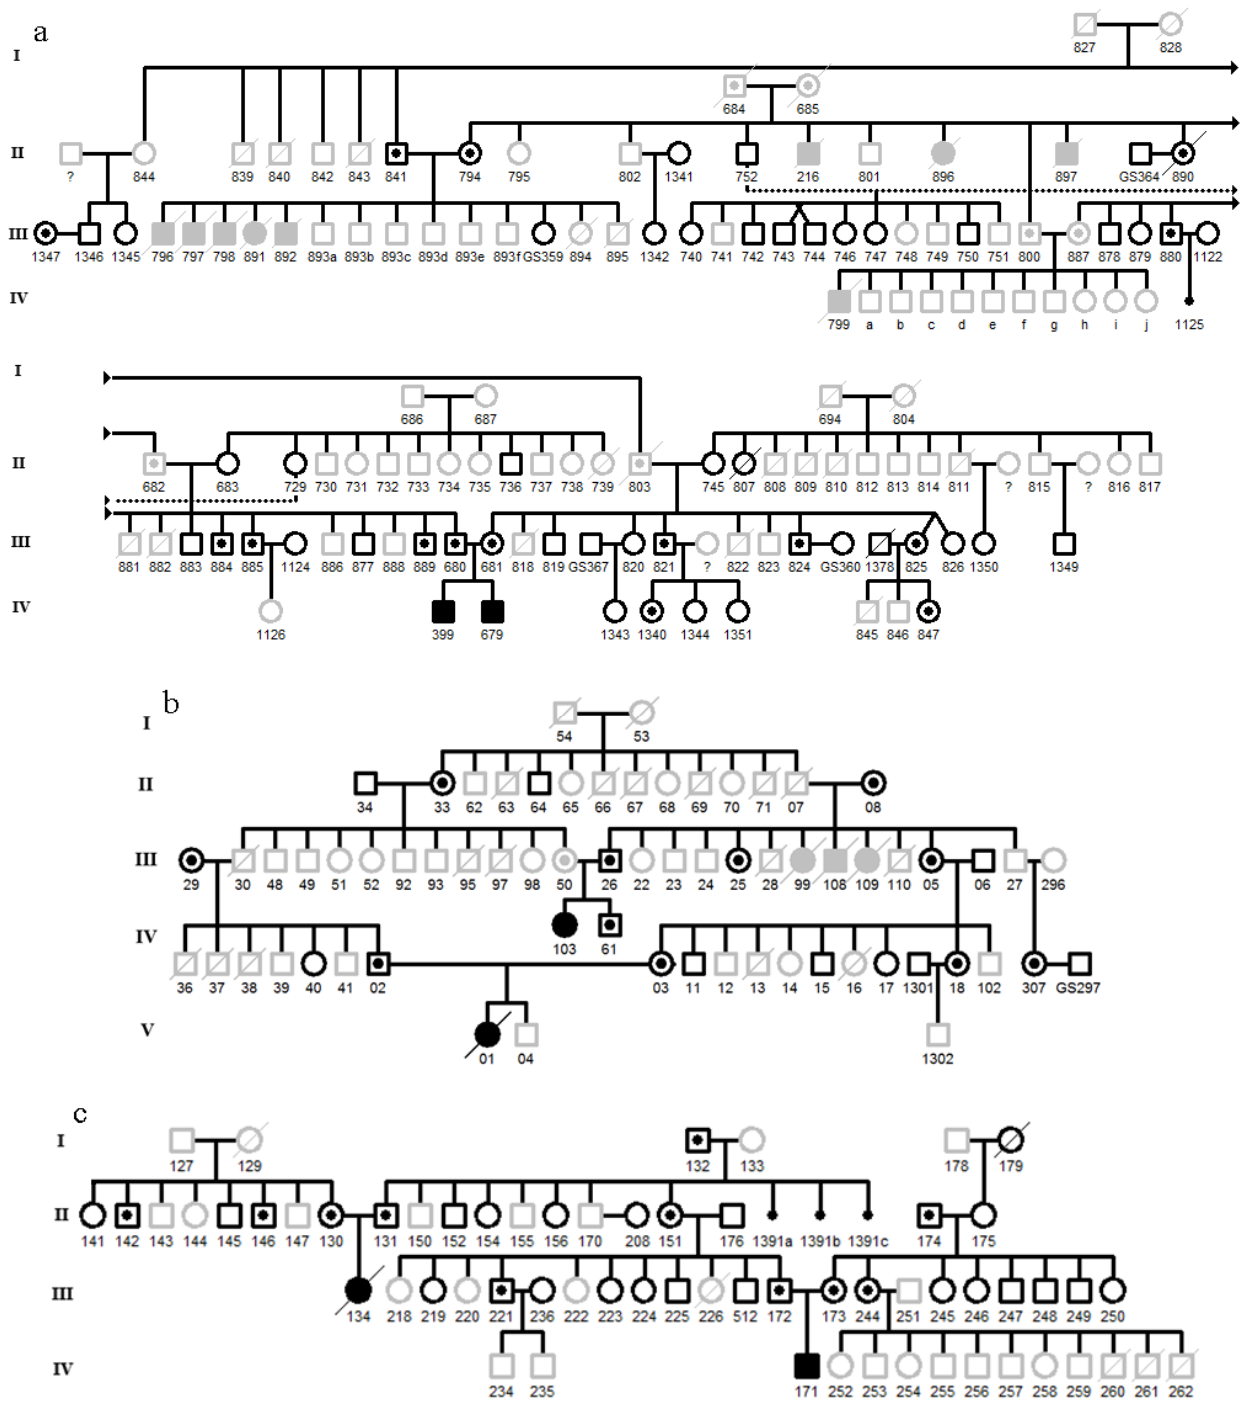 a
I
827 828
684 685
II
? 844 839 840 842 843 841 794 795 802 1341 752 216 801 896 897 GS364 890
III
1347 1346 1345 796 797 798 891 892 893a 893b 893c 893d 893e 893f GS359 894 895 1342 740 741 742 743 744 746 747 748 749 750 751 800 887 878 879 880 1122
IV
799 a b c d e f g h i j 1125
I
686 687 694 804
II
682 683 729 730 731 732 733 734 735 736 737 738 739 803 745 807 808 809 810 812 813 814 811 ? 815 ? 816 817
III
881 882 883 884 885 1124 886 877 888 889 680 681 818 819 GS367 820 821 ? 822 823 824 GS360 1378 825 826 1350 1349
IV
1126 399 679 1343 1340 1344 1351 845 846 847
b
I
54 53
II
34 33 62 63 64 65 66 67 68 69 70 71 07 08
III
29 30 48 49 51 52 92 93 95 97 98 50 26 22 23 24 25 28 99 108 109 110 05 06 27 296
103 61
IV
36 37 38 39 40 41 02 03 11 12 13 14 15 16 17 1301 18 102 307 GS297
V
01 04 1302
c
I
127 129 132 133 178 179
II
141 142 143 144 145 146 147 130 131 150 152 154 155 156 170 208 151 176 1391a 1391b 1391c 174 175
III
134 218 219 220 221 236 222 223 224 225 226 512 172 173 244 251 245 246 247 248 249 250
IV
234 235 171 252 253 254 255 256 257 258 259 260 261 262